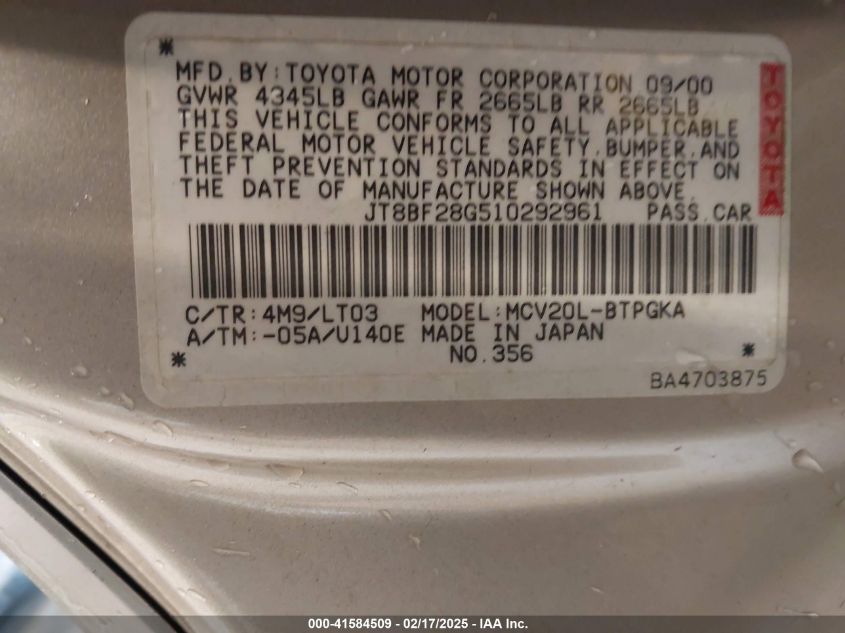 MFD.BY:TOYOTA MOTOR CORPORATION 09/00
GVWR 4345LB GAWR FR 2665LB RR 2665LB
THIS VEHICLE CONFORMS TO ALL APPLICABLE
FEDERAL MOTOR VEHICLE SAFETY,BUMPER,AND
THEFT PREVENTION STANDARDS IN EFFECT ON
THE DATE OF MANUFACTURE SHOWN ABOVE.
JT8BF28G510292961 PASS.CAR
TOYOTA
C/TR:4M9/LT03 MODEL:MCV20L-BTPGKA
A/TM:-05A/U140E MADE IN JAPAN
NO.356
BA4703875
000-41584509 - 02/17/2025 - IAA Inc.